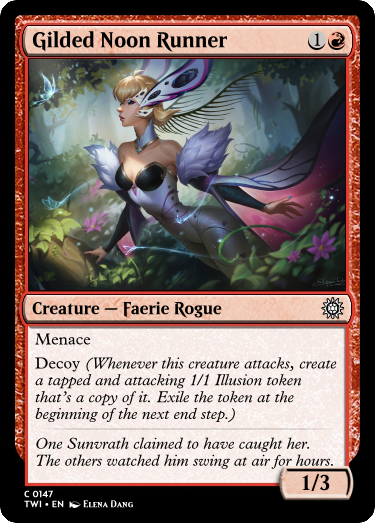 Gilded Noon Runner 1
Creature — Faerie Rogue
Menace
Decoy (Whenever this creature attacks, create
a tapped and attacking 1/1 Illusion token
that's a copy of it. Exile the token at the
beginning of the next end step.)
One Sunvrath claimed to have caught her.
The others watched him swing at air for hours.
1/3
C 0147
TWI • EN Elena Dang